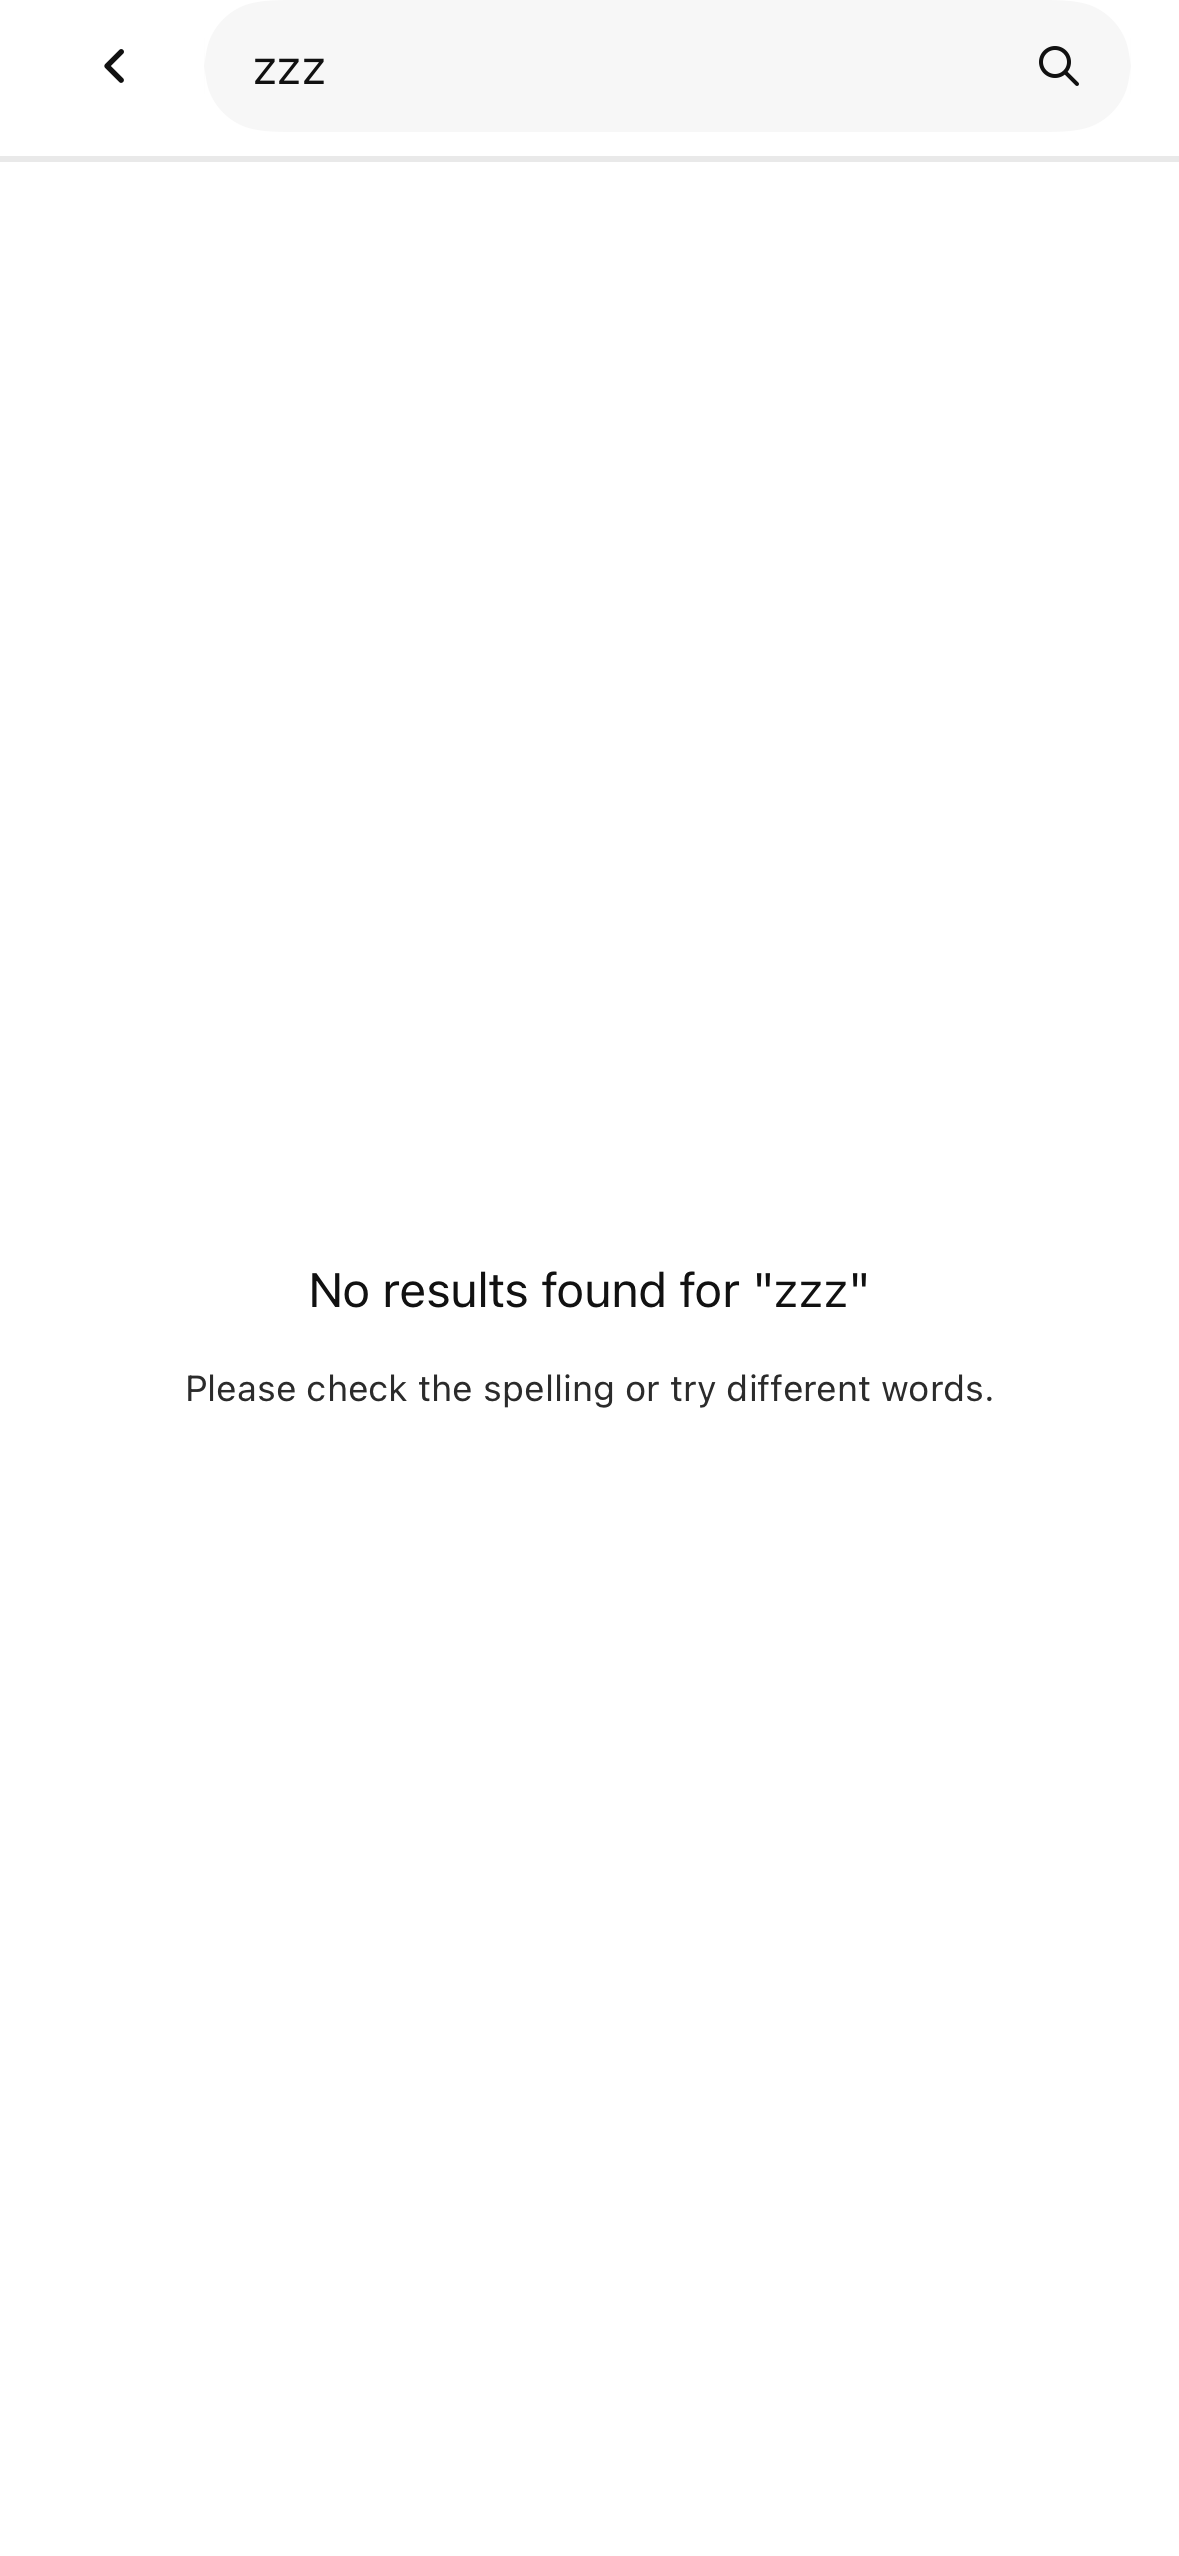 zzz
No results found for "zzz"
Please check the spelling or try different words.